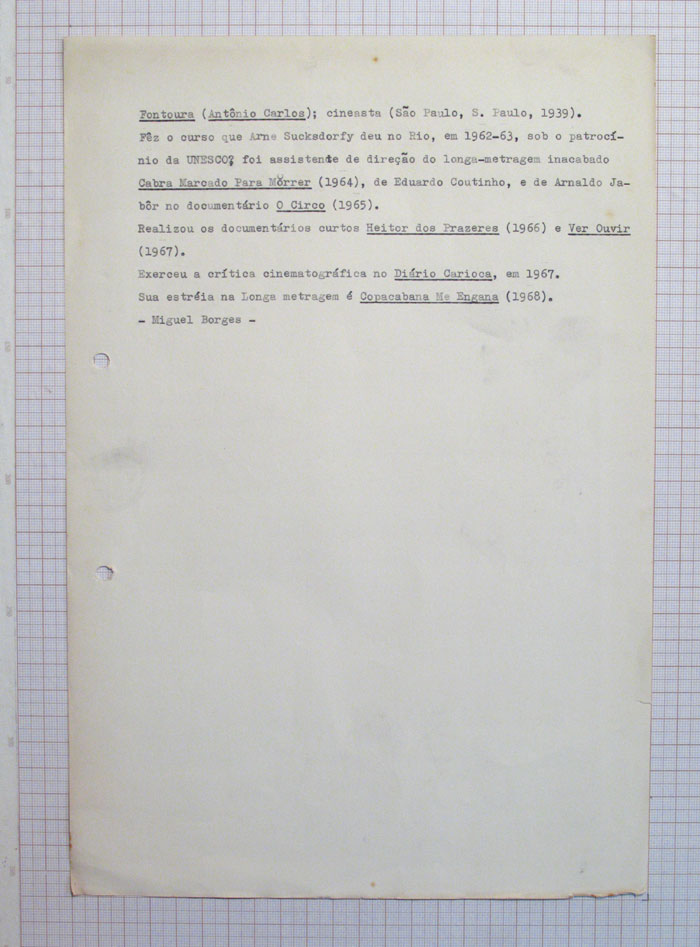 Fontoura (Antônio Carlos); cineasta (São Paulo, S. Paulo, 1939).
Fêz o curso que Arne Sucksdorfy deu no Rio, em 1962-63, sob o patrocí-
nio da UNESCO; foi assistente de direção do longa-metragem inacabado
Cabra Marcado Para Môrrer (1964), de Eduardo Coutinho, e de Arnaldo Ja-
bôr no documentário O Circo (1965).
Realizou os documentários curtos Heitor dos Prazeres (1966) e Ver Ouvir
(1967).
Exerceu a crítica cinematográfica no Diário Carioca, em 1967.
Sua estréia na Longa metragem é Copacabana Me Engana (1968).
- Miguel Borges -